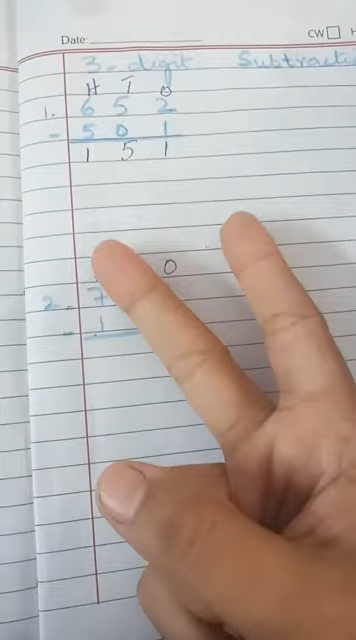 Date:
CW
3-digit Subtracti
H T O
1. 6 5 2
- 5 0 1
1 5 1
O
2. 7
- 1